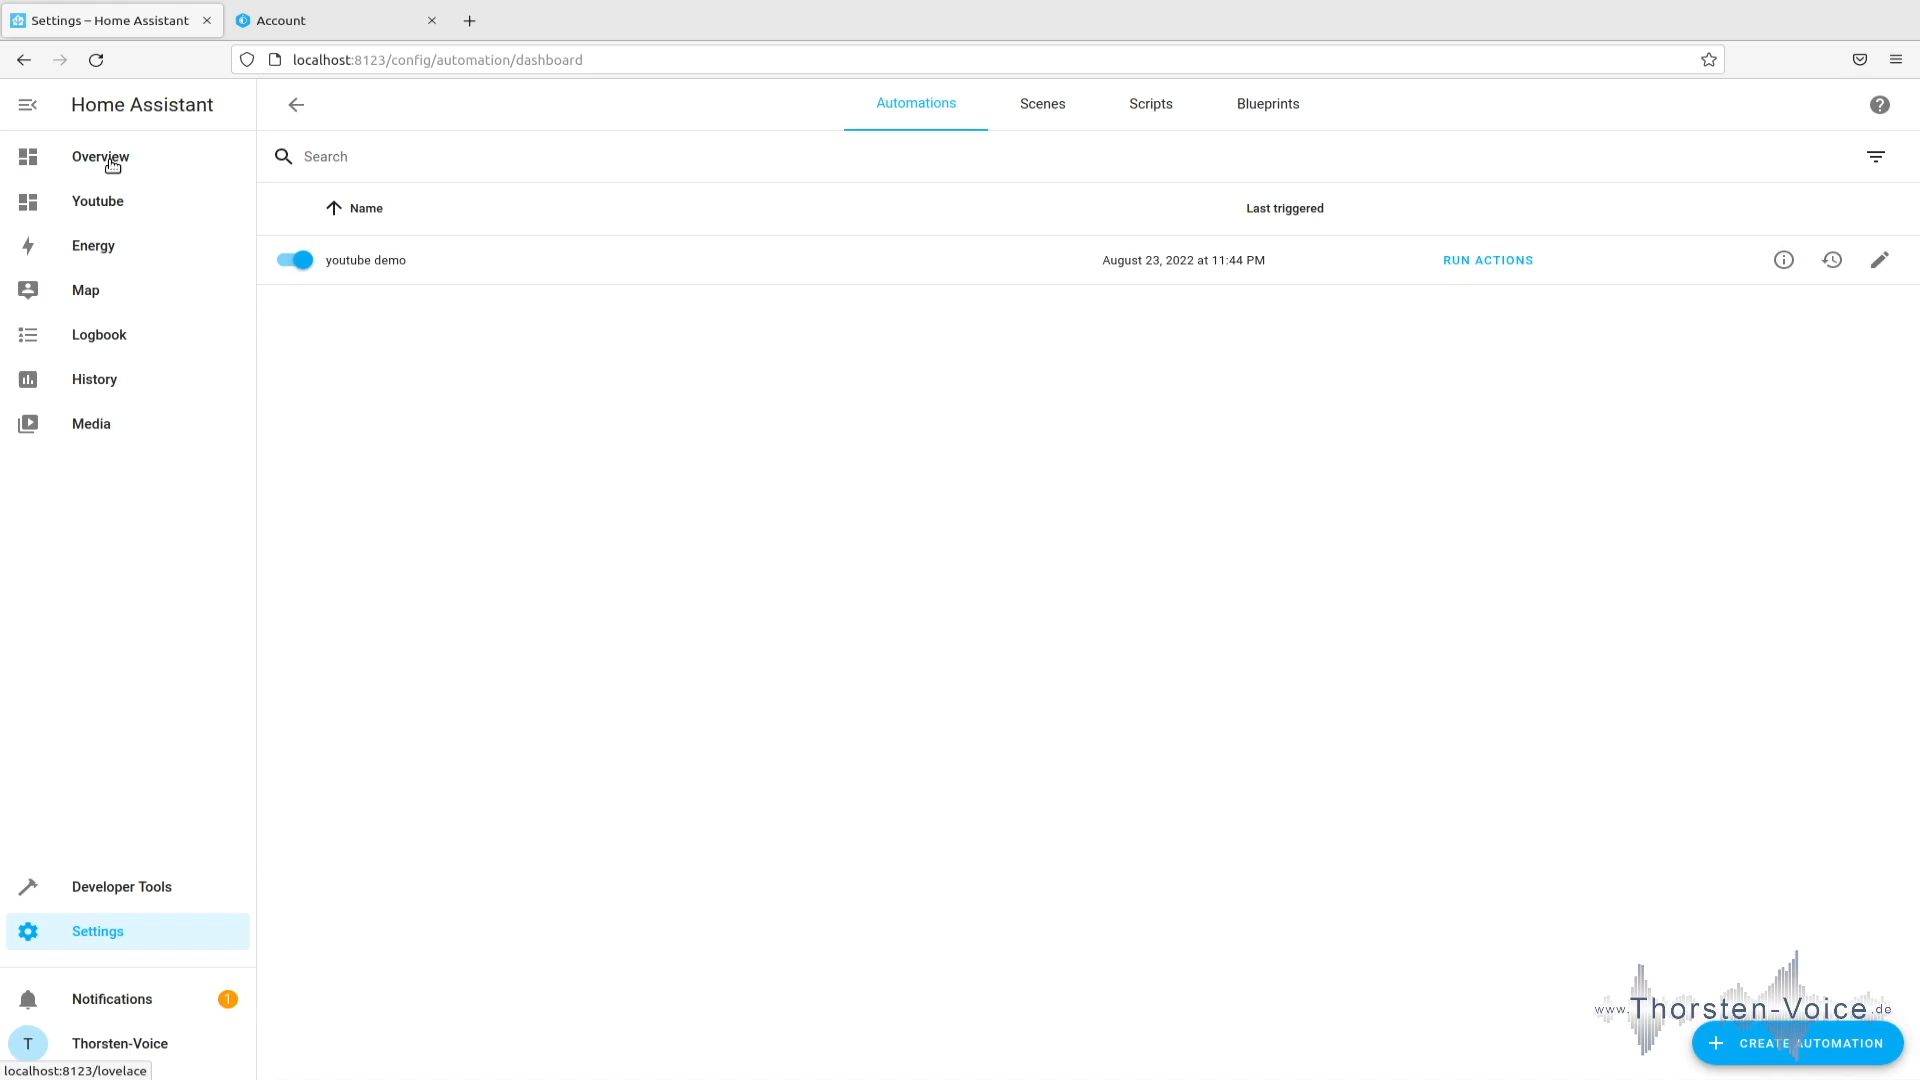 Settings – Home Assistant
Account
localhost:8123/config/automation/dashboard
Home Assistant
Automations
Scenes
Scripts
Blueprints
Overview
Search
Youtube
Name
Last triggered
Energy
youtube demo
August 23, 2022 at 11:44 PM
RUN ACTIONS
Map
Logbook
History
Media
Developer Tools
Settings
Notifications
1
www.Thorsten-Voice.de
T
Thorsten-Voice
CREATE AUTOMATION
localhost:8123/lovelace